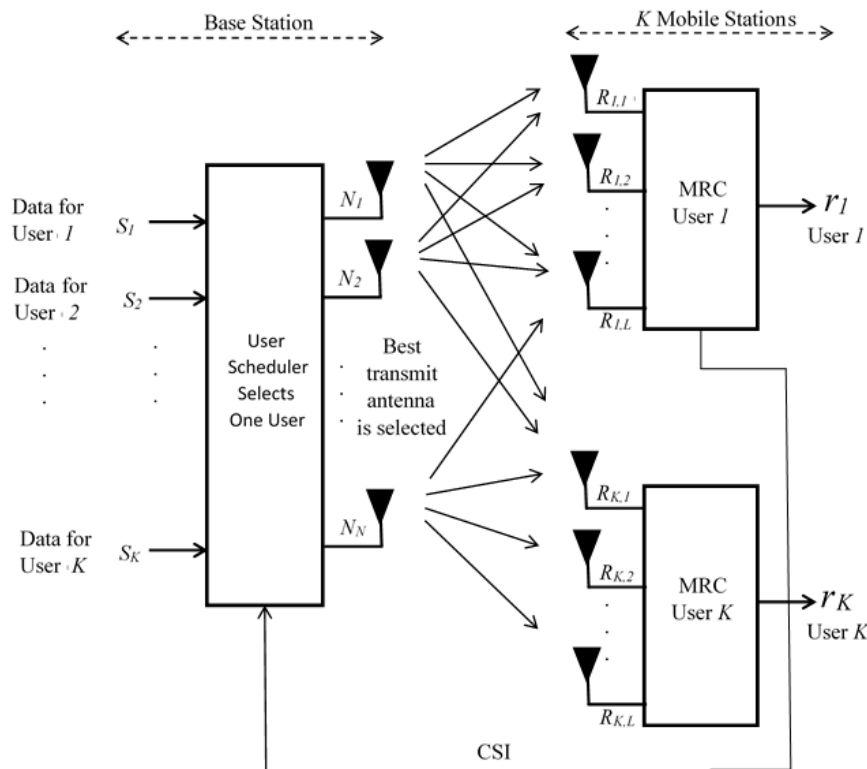 Base Station
K Mobile Stations
Data for
User 1
S1
Data for
User 2
S2
Data for
User K
SK
User
Scheduler
Selects
One User
N1
N2
NN
Best
transmit
antenna
is selected
R1,1
R1,2
R1,L
MRC
User 1
r1
User 1
RK,1
RK,2
RK,L
MRC
User K
rK
User K
CSI